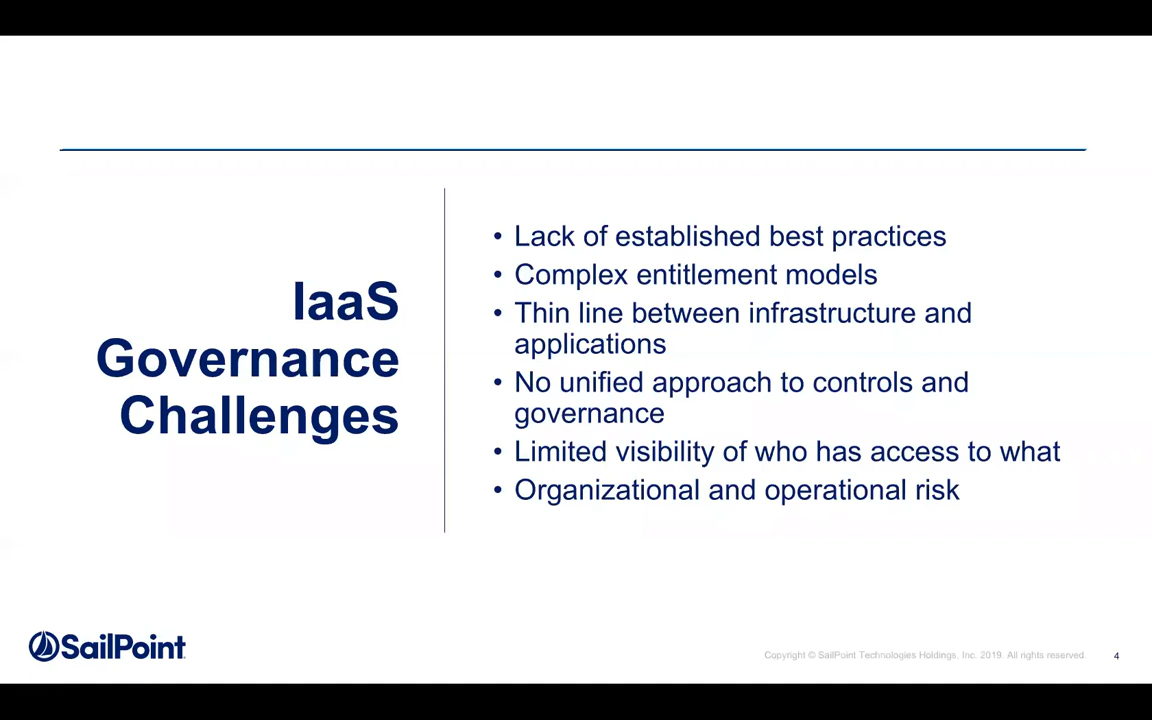 IaaS
Governance
Challenges
• Lack of established best practices
• Complex entitlement models
• Thin line between infrastructure and
applications
• No unified approach to controls and
governance
• Limited visibility of who has access to what
• Organizational and operational risk
SailPoint
Copyright © SailPoint Technologies Holdings, Inc. 2019. All rights reserved.
4